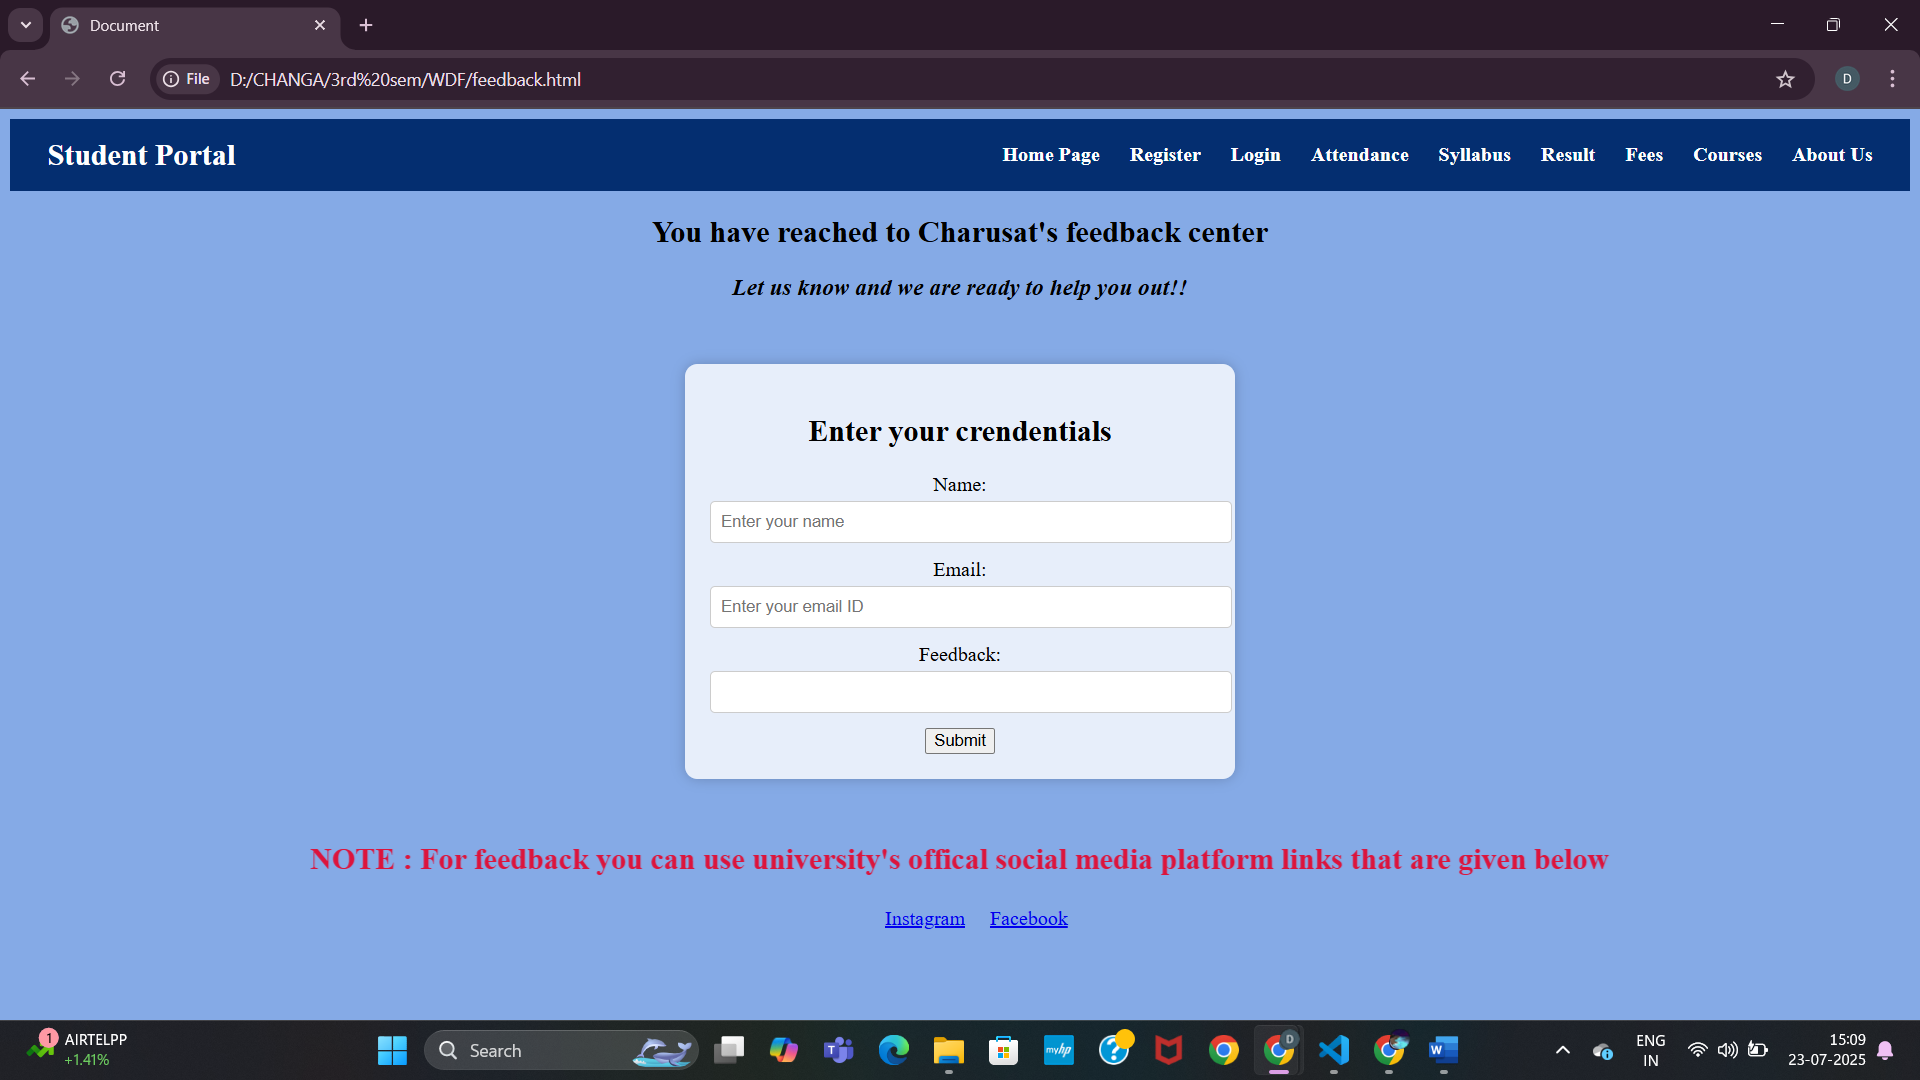 Document
File
D:/CHANGA/3rd%20sem/WDF/feedback.html
D
Student Portal
Home Page Register Login Attendance Syllabus Result Fees Courses About Us
You have reached to Charusat's feedback center
Let us know and we are ready to help you out!!
Enter your crendentials
Name:
Enter your name
Email:
Enter your email ID
Feedback:
Submit
NOTE : For feedback you can use university's offical social media platform links that are given below
Instagram Facebook
1
AIRTELPP
+1.41%
Search
T
myhp
?
D
W
ENG
IN
15:09
23-07-2025